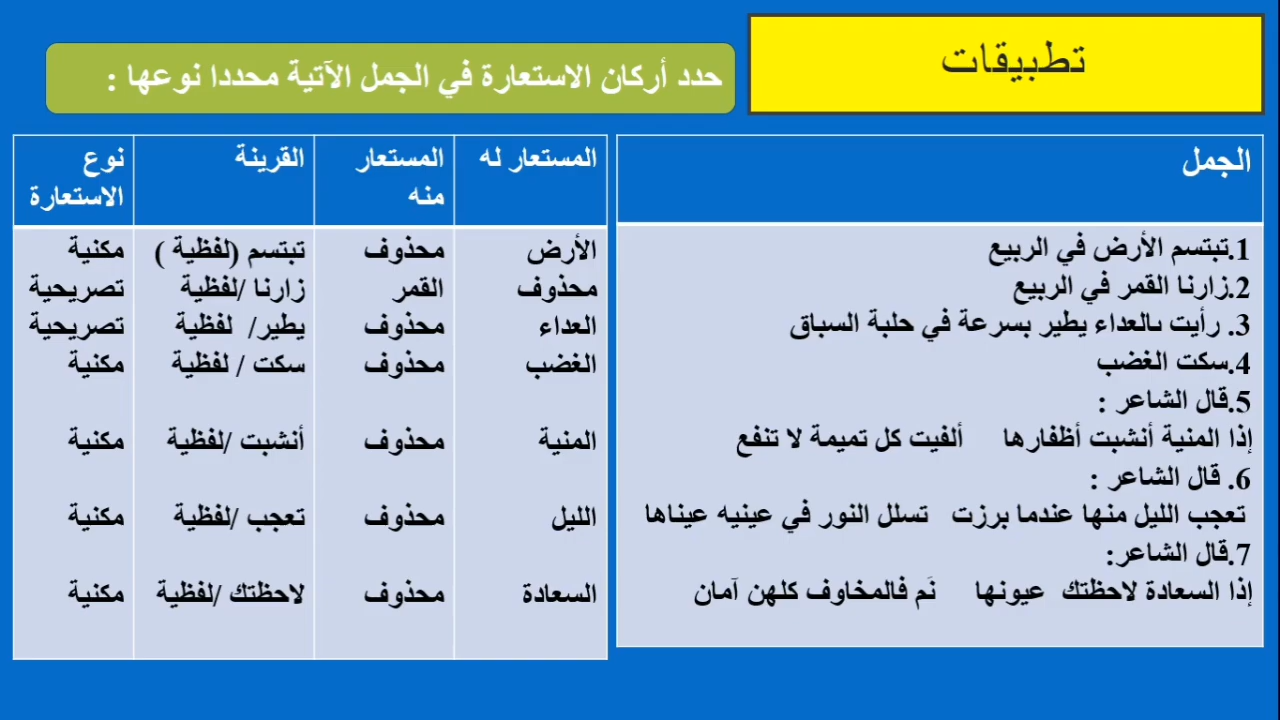 تطبيقات
حدد أركان الاستعارة في الجمل الآتية محددا نوعها :
الجمل
1.تبتسم الأرض في الربيع
2.زارنا القمر في الربيع
3. رأيت ىالعداء يطير بسرعة في حلبة السباق
4.سكت الغضب
5.قال الشاعر :
إذا المنية أنشبت أظفارها ألفيت كل تميمة لا تنفع
6. قال الشاعر :
تعجب الليل منها عندما برزت تسلل النور في عينيه عيناها
7.قال الشاعر:
إذا السعادة لاحظتك عيونها نَم فالمخاوف كلهن آمان
المستعار له المستعار منه القرينة نوع الاستعارة
الأرض محذوف تبتسم (لفظية ) مكنية
محذوف القمر زارنا /لفظية تصريحية
العداء محذوف يطير/ لفظية تصريحية
الغضب محذوف سكت / لفظية مكنية
المنية محذوف أنشبت /لفظية مكنية
الليل محذوف تعجب /لفظية مكنية
السعادة محذوف لاحظتك /لفظية مكنية